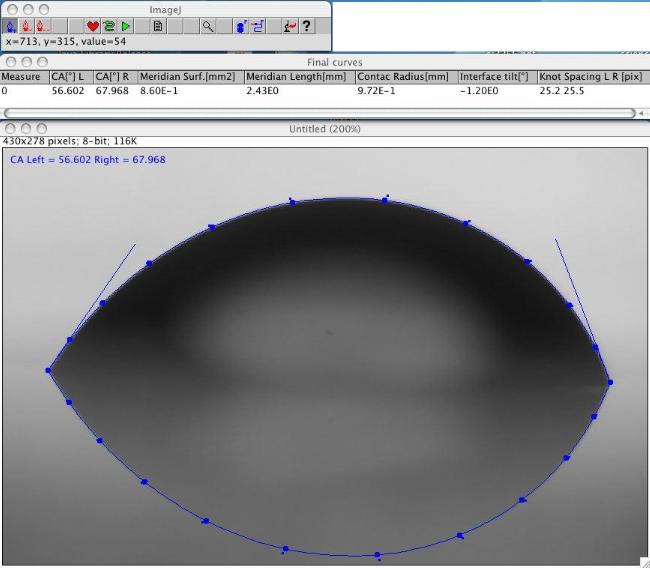 ImageJ
x=713, y=315, value=54
Final curves
Measure CA[°] L CA[°] R Meridian Surf.[mm2] Meridian Length[mm] Contac Radius[mm] Interface tilt[°] Knot Spacing L R [pix]
0 56.602 67.968 8.60E-1 2.43E0 9.72E-1 -1.20E0 25.2 25.5
Untitled (200%)
430x278 pixels; 8-bit; 116K
CA Left = 56.602 Right = 67.968